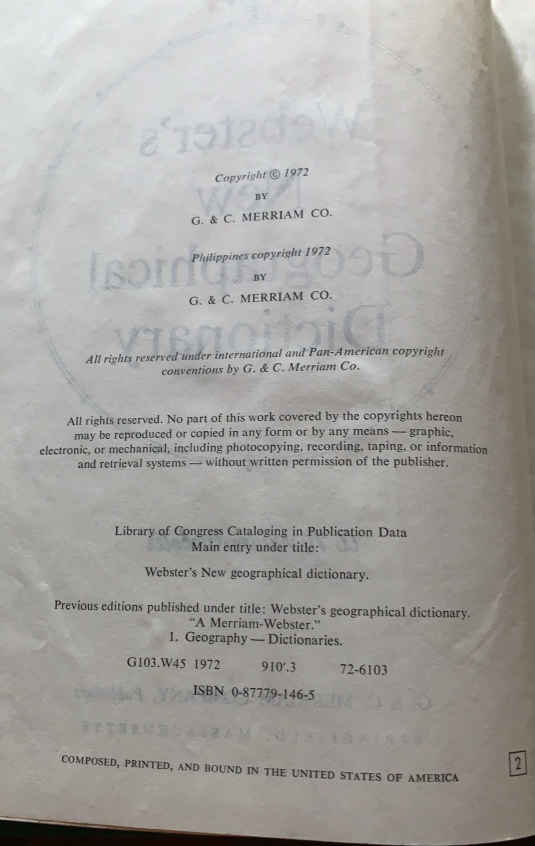 Copyright © 1972
BY
G. & C. MERRIAM CO.
Philippines copyright 1972
BY
G. & C. MERRIAM CO.
All rights reserved under international and Pan-American copyright
conventions by G. & C. Merriam Co.
All rights reserved. No part of this work covered by the copyrights hereon
may be reproduced or copied in any form or by any means — graphic,
electronic, or mechanical, including photocopying, recording, taping, or information
and retrieval systems — without written permission of the publisher.
Library of Congress Cataloging in Publication Data
Main entry under title:
Webster's New geographical dictionary.
Previous editions published under title: Webster's geographical dictionary.
"A Merriam-Webster."
1. Geography — Dictionaries.
G103.W45 1972 910'.3 72-6103
ISBN 0-87779-146-5
COMPOSED, PRINTED, AND BOUND IN THE UNITED STATES OF AMERICA
2